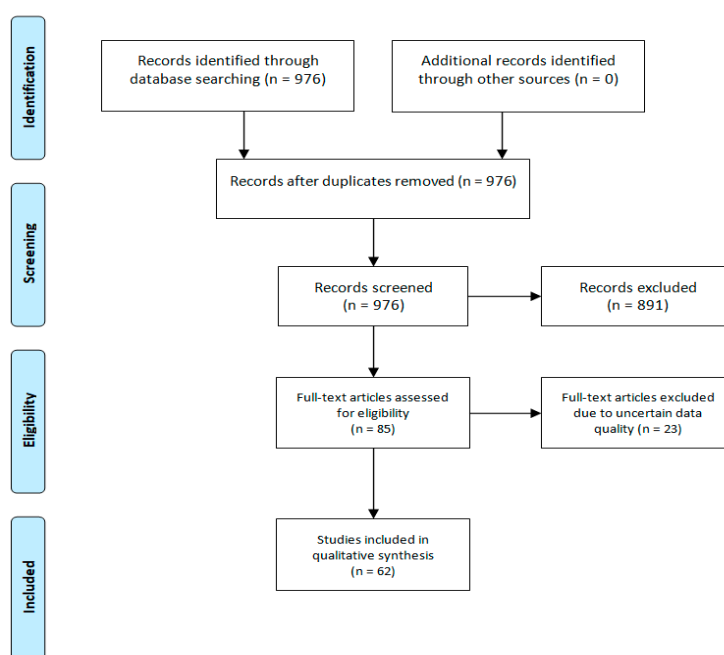 Identification
Records identified through
database searching (n = 976)
Additional records identified
through other sources (n = 0)
Records after duplicates removed (n = 976)
Screening
Records screened
(n = 976)
Records excluded
(n = 891)
Eligibility
Full-text articles assessed
for eligibility
(n = 85)
Full-text articles excluded
due to uncertain data
quality (n = 23)
Included
Studies included in
qualitative synthesis
(n = 62)